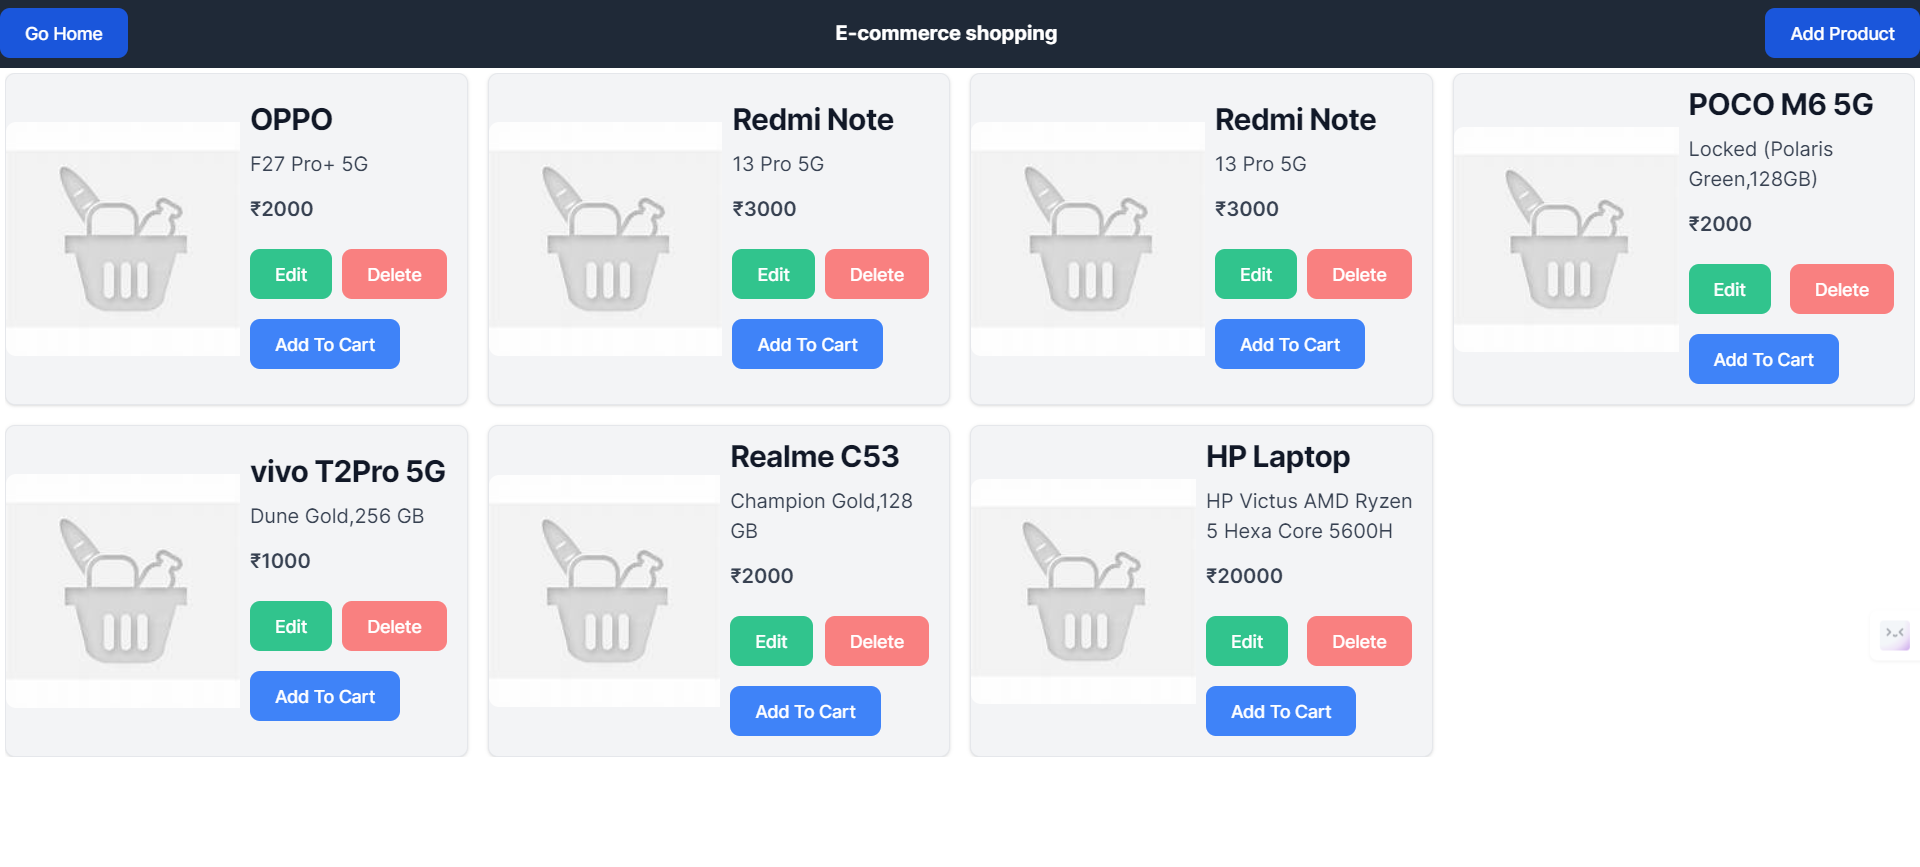 Go Home
E-commerce shopping
Add Product
OPPO
F27 Pro+ 5G
₹2000
Edit
Delete
Add To Cart
Redmi Note
13 Pro 5G
₹3000
Edit
Delete
Add To Cart
Redmi Note
13 Pro 5G
₹3000
Edit
Delete
Add To Cart
POCO M6 5G
Locked (Polaris
Green,128GB)
₹2000
Edit
Delete
Add To Cart
vivo T2Pro 5G
Dune Gold,256 GB
₹1000
Edit
Delete
Add To Cart
Realme C53
Champion Gold,128
GB
₹2000
Edit
Delete
Add To Cart
HP Laptop
HP Victus AMD Ryzen
5 Hexa Core 5600H
₹20000
Edit
Delete
Add To Cart